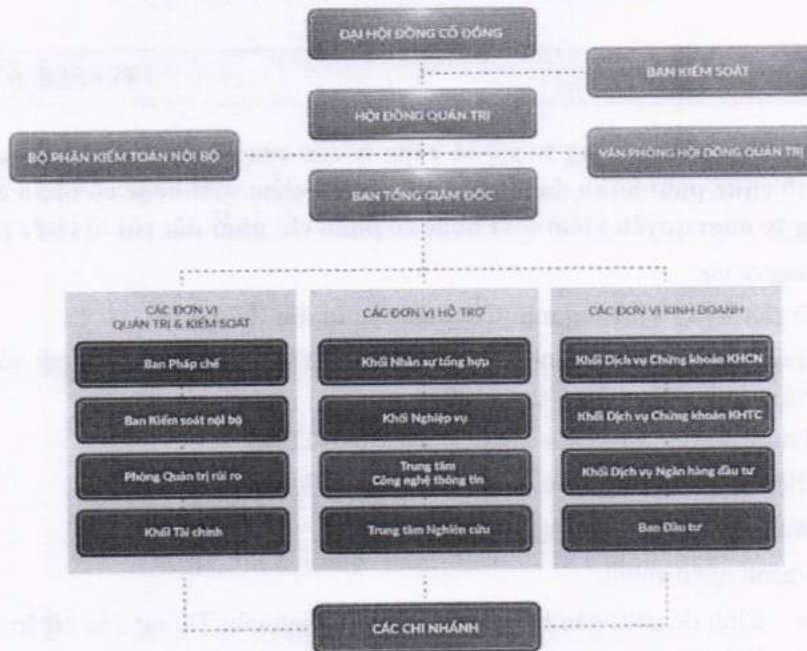 ĐẠI HỘI ĐỒNG CỔ ĐÔNG
BAN KIỂM SOÁT
HỘI ĐỒNG QUẢN TRỊ
BỘ PHẬN KIỂM TOÁN NỘI BỘ
VĂN PHÒNG HỘI ĐỒNG QUẢN TRỊ
BAN TỔNG GIÁM ĐỐC
CÁC ĐƠN VỊ
QUẢN TRỊ & KIỂM SOÁT
Ban Pháp chế
Ban Kiểm soát nội bộ
Phòng Quản trị rủi ro
Khối Tài chính
CÁC ĐƠN VỊ HỖ TRỢ
Khối Nhân sự tổng hợp
Khối Nghiệp vụ
Trung tâm
Công nghệ thông tin
Trung tâm Nghiên cứu
CÁC ĐƠN VỊ KINH DOANH
Khối Dịch vụ Chứng khoán KHCN
Khối Dịch vụ Chứng khoán KHTC
Khối Dịch vụ Ngân hàng đầu tư
Ban Đầu tư
CÁC CHI NHÁNH